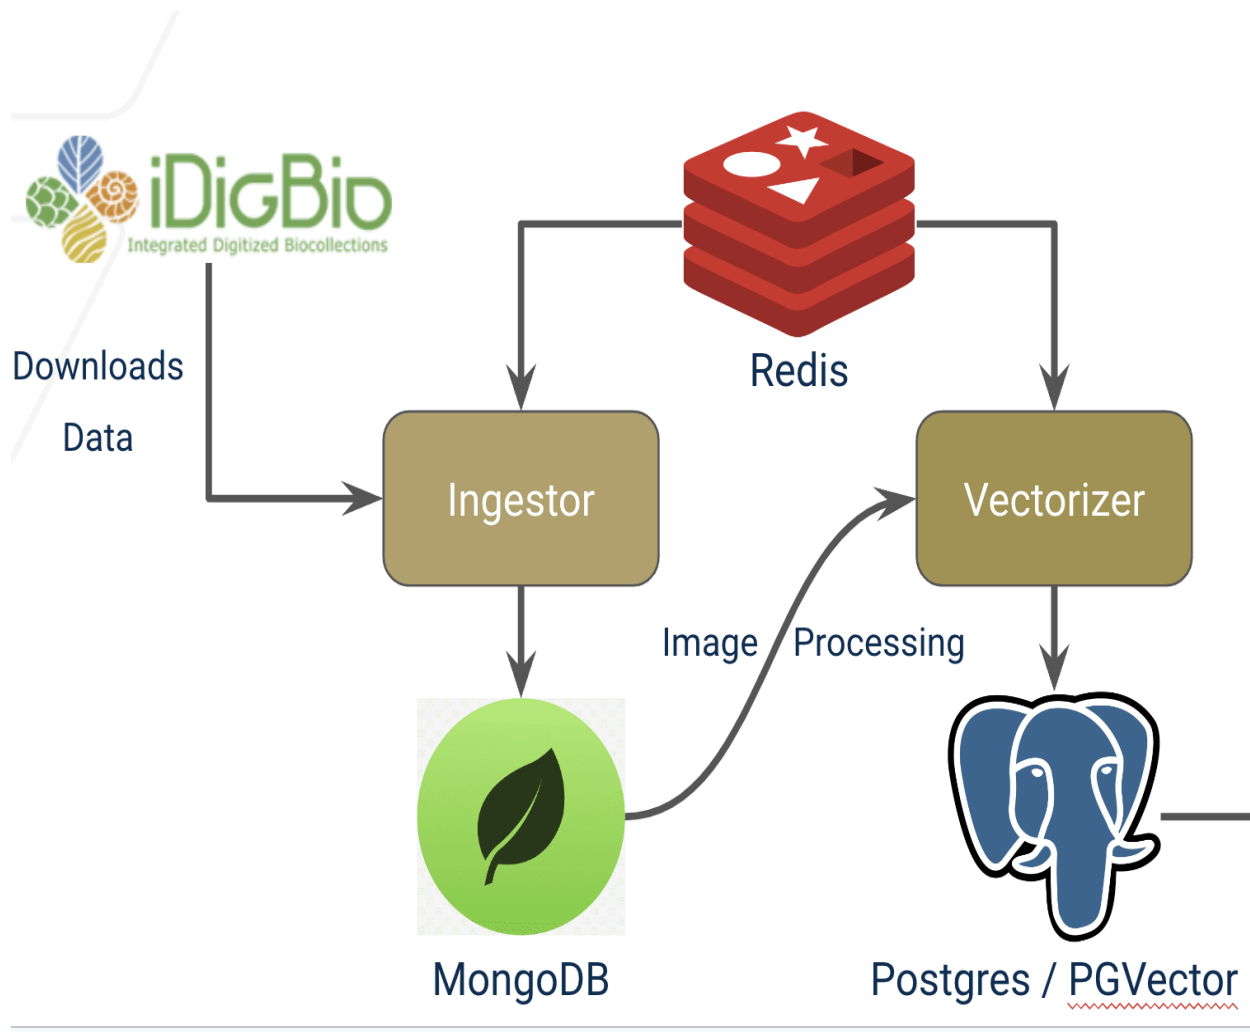 iDigBio
Integrated Digitized Biocollections
Redis
Downloads
Data
Ingestor
Vectorizer
Image Processing
MongoDB
Postgres / PGVector